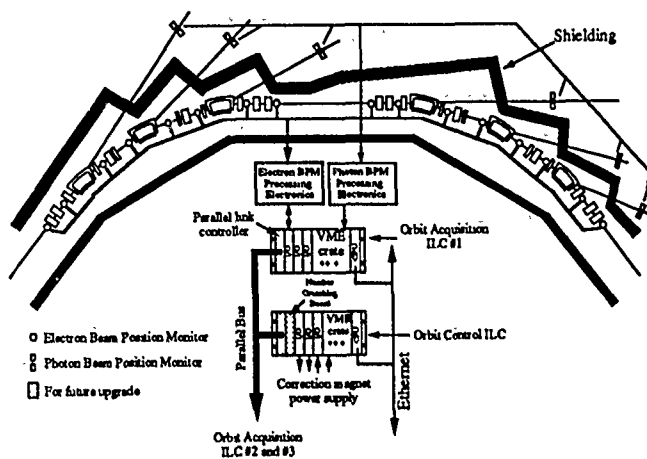 Shielding
Electron BPM
Processing
Electronics
Photon BPM
Processing
Electronics
Parallel link
controller
VME
crate
Orbit Acquisition
ILC #1
Number
Crunching
Board
VME
crate
Orbit Control ILC
Parallel Bus
Ethernet
Correction magnet
power supply
Orbit Acquisition
ILC #2 and #3
Electron Beam Position Monitor
Photon Beam Position Monitor
For future upgrade